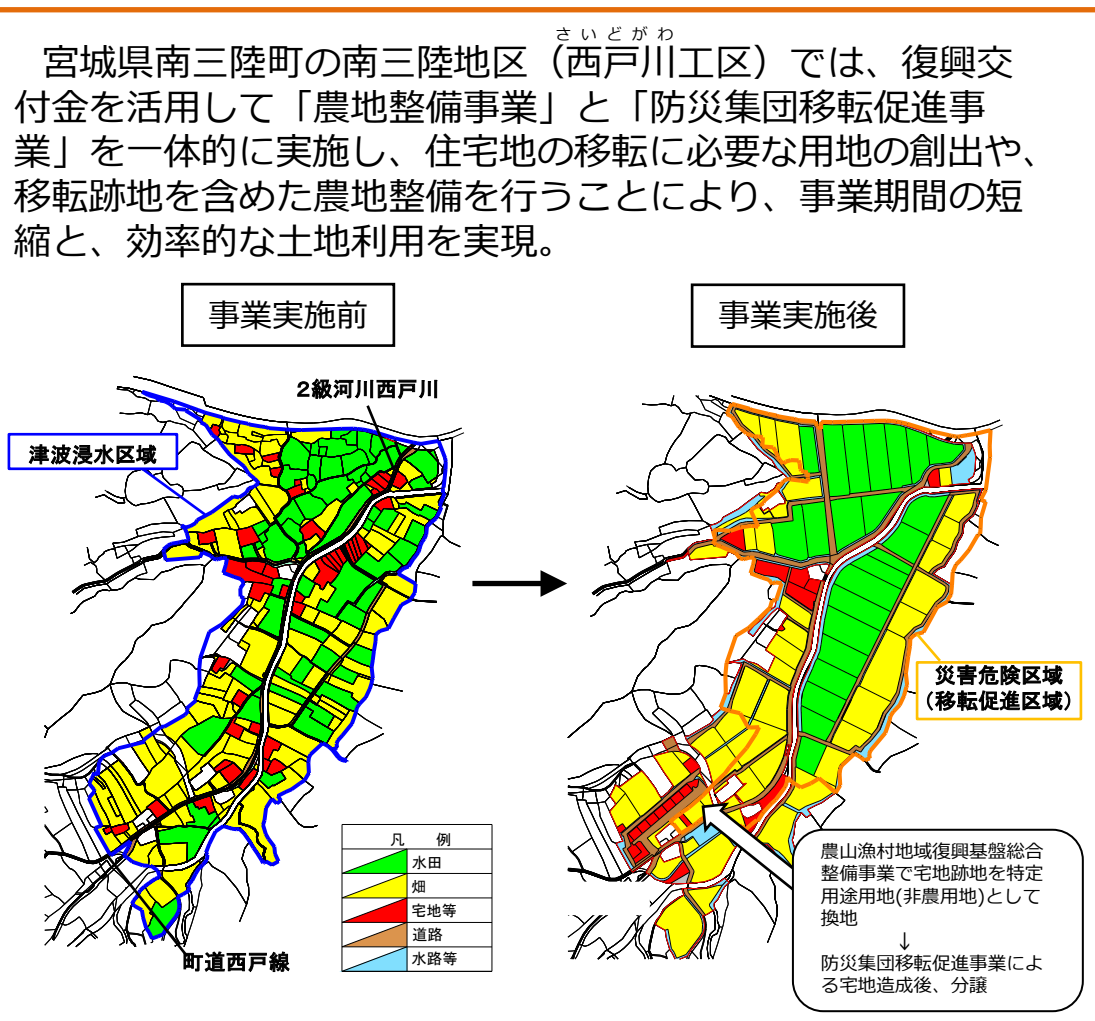 さいどがわ
宮城県南三陸町の南三陸地区（西戸川工区）では、復興交
付金を活用して「農地整備事業」と「防災集団移転促進事
業」を一体的に実施し、住宅地の移転に必要な用地の創出や、
移転跡地を含めた農地整備を行うことにより、事業期間の短
縮と、効率的な土地利用を実現。
事業実施前
事業実施後
２級河川西戸川
津波浸水区域
災害危険区域
（移転促進区域）
凡　例
水田
畑
宅地等
道路
水路等
町道西戸線
農山漁村地域復興基盤総合
整備事業で宅地跡地を特定
用途用地(非農用地)として
換地
↓
防災集団移転促進事業によ
る宅地造成後、分譲